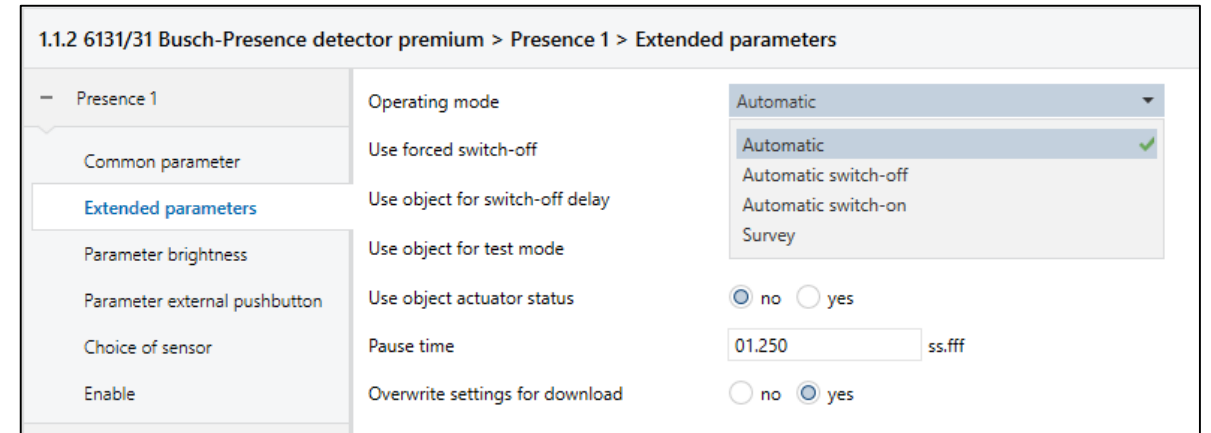 1.1.2 6131/31 Busch-Presence detector premium > Presence 1 > Extended parameters
Presence 1
Common parameter
Extended parameters
Parameter brightness
Parameter external pushbutton
Choice of sensor
Enable
Operating mode Automatic
Use forced switch-off
Use object for switch-off delay
Use object for test mode
Automatic
Automatic switch-off
Automatic switch-on
Survey
Use object actuator status no yes
Pause time 01.250 ss.fff
Overwrite settings for download no yes